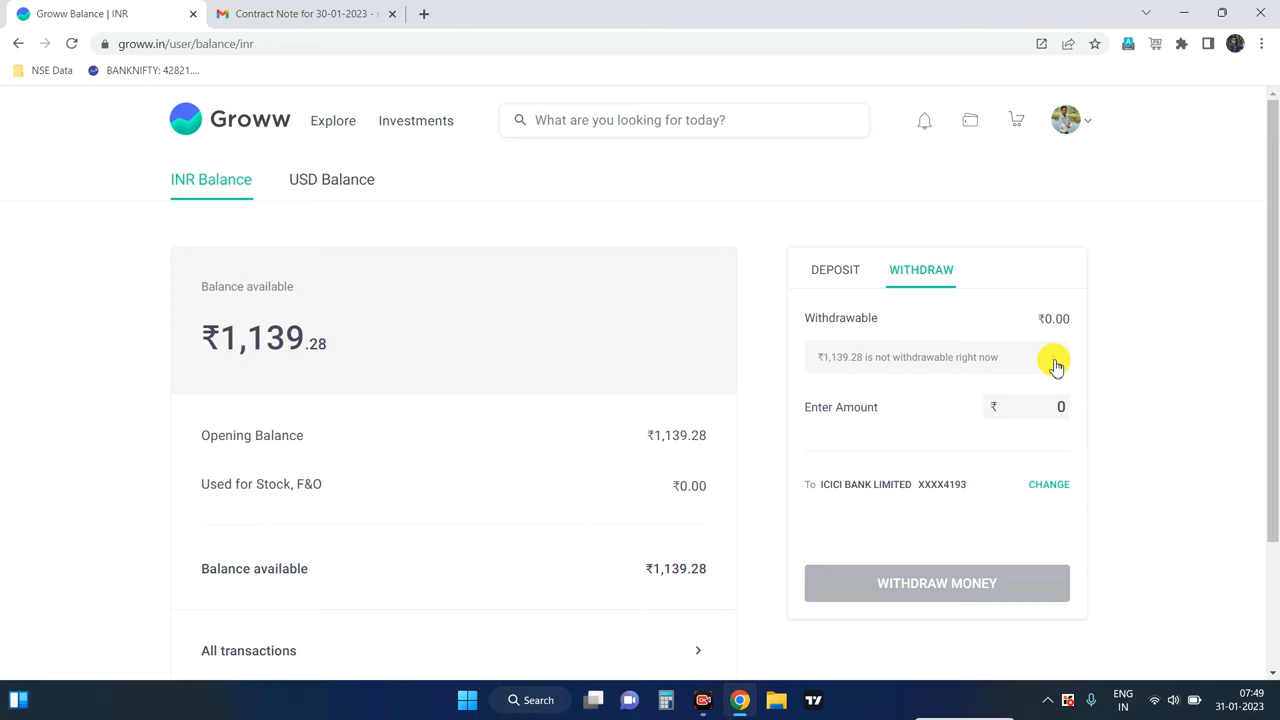 Groww Balance | INR
Contract Note for 30-01-2023 -
groww.in/user/balance/inr
NSE Data
BANKNIFTY: 42821....
Groww
Explore
Investments
What are you looking for today?
INR Balance
USD Balance
Balance available
₹1,139.28
Opening Balance
₹1,139.28
Used for Stock, F&O
₹0.00
Balance available
₹1,139.28
All transactions
DEPOSIT
WITHDRAW
Withdrawable
₹0.00
₹1,139.28 is not withdrawable right now
Enter Amount
₹ 0
To ICICI BANK LIMITED XXXX4193
CHANGE
WITHDRAW MONEY
Search
ENG
IN
07:49
31-01-2023